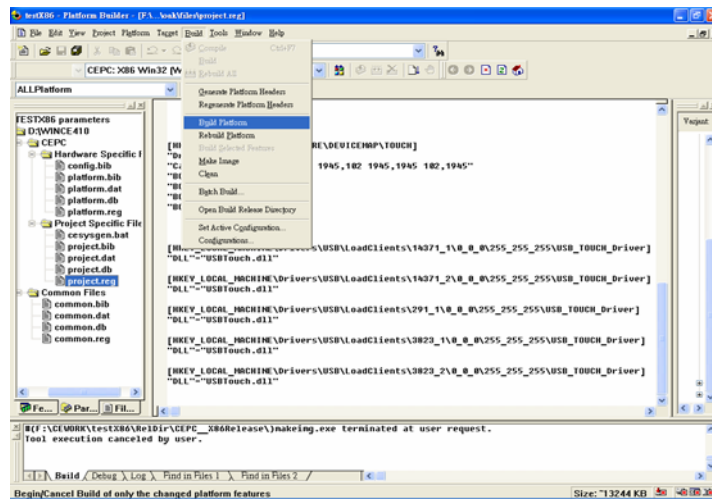 testX86 - Platform Builder - [F:\...\oak\files\project.reg]
File Edit View Project Platform Target Build Tools Window Help
CEPC: X86 Win32 (W
ALLPlatform
Compile Ctrl+F7
Build
Rebuild All
Generate Platform Headers
Regenerate Platform Headers
Build Platform
Rebuild Platform
Build Selected Features
Make Image
Clean
Batch Build...
Open Build Release Directory
Set Active Configuration...
Configurations...
TESTX86 parameters
D:(WINCE410
CEPC
Hardware Specific F
config.bib
platform.bib
platform.dat
platform.db
platform.reg
Project Specific File
cesysgen.bat
project.bib
project.dat
project.db
project.reg
Common Files
common.bib
common.dat
common.db
common.reg
Fe... Par... Fil...
RE\DEVICEMAP\TOUCH]
1945,102 1945,1945 102,1945"
[HKEY_LOCAL_MACHINE\Drivers\USB\LoadClients\14371_1\0_0_0\255_255_255\USB_TOUCH_Driver]
"DLL"="USBTouch.dll"
[HKEY_LOCAL_MACHINE\Drivers\USB\LoadClients\14371_2\0_0_0\255_255_255\USB_TOUCH_Driver]
"DLL"="USBTouch.dll"
[HKEY_LOCAL_MACHINE\Drivers\USB\LoadClients\291_1\0_0_0\255_255_255\USB_TOUCH_Driver]
"DLL"="USBTouch.dll"
[HKEY_LOCAL_MACHINE\Drivers\USB\LoadClients\3823_1\0_0_0\255_255_255\USB_TOUCH_Driver]
"DLL"="USBTouch.dll"
[HKEY_LOCAL_MACHINE\Drivers\USB\LoadClients\3823_2\0_0_0\255_255_255\USB_TOUCH_Driver]
"DLL"="USBTouch.dll"
Variant
(F:\CEWORK\testX86\RelDir\CEPC__X86Release\)makeimg.exe terminated at user request.
Tool execution canceled by user.
Build Debug Log Find in Files 1 Find in Files 2
Begin/Cancel Build of only the changed platform features
Size: ~13244 KB